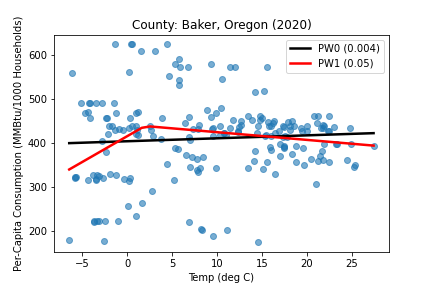 County: Baker, Oregon (2020)
Per-Capita Consumption (MMBtu/1000 Households)
600
500
400
300
200
PW0 (0.004)
PW1 (0.05)
−5
0
5
10
15
20
25
Temp (deg C)